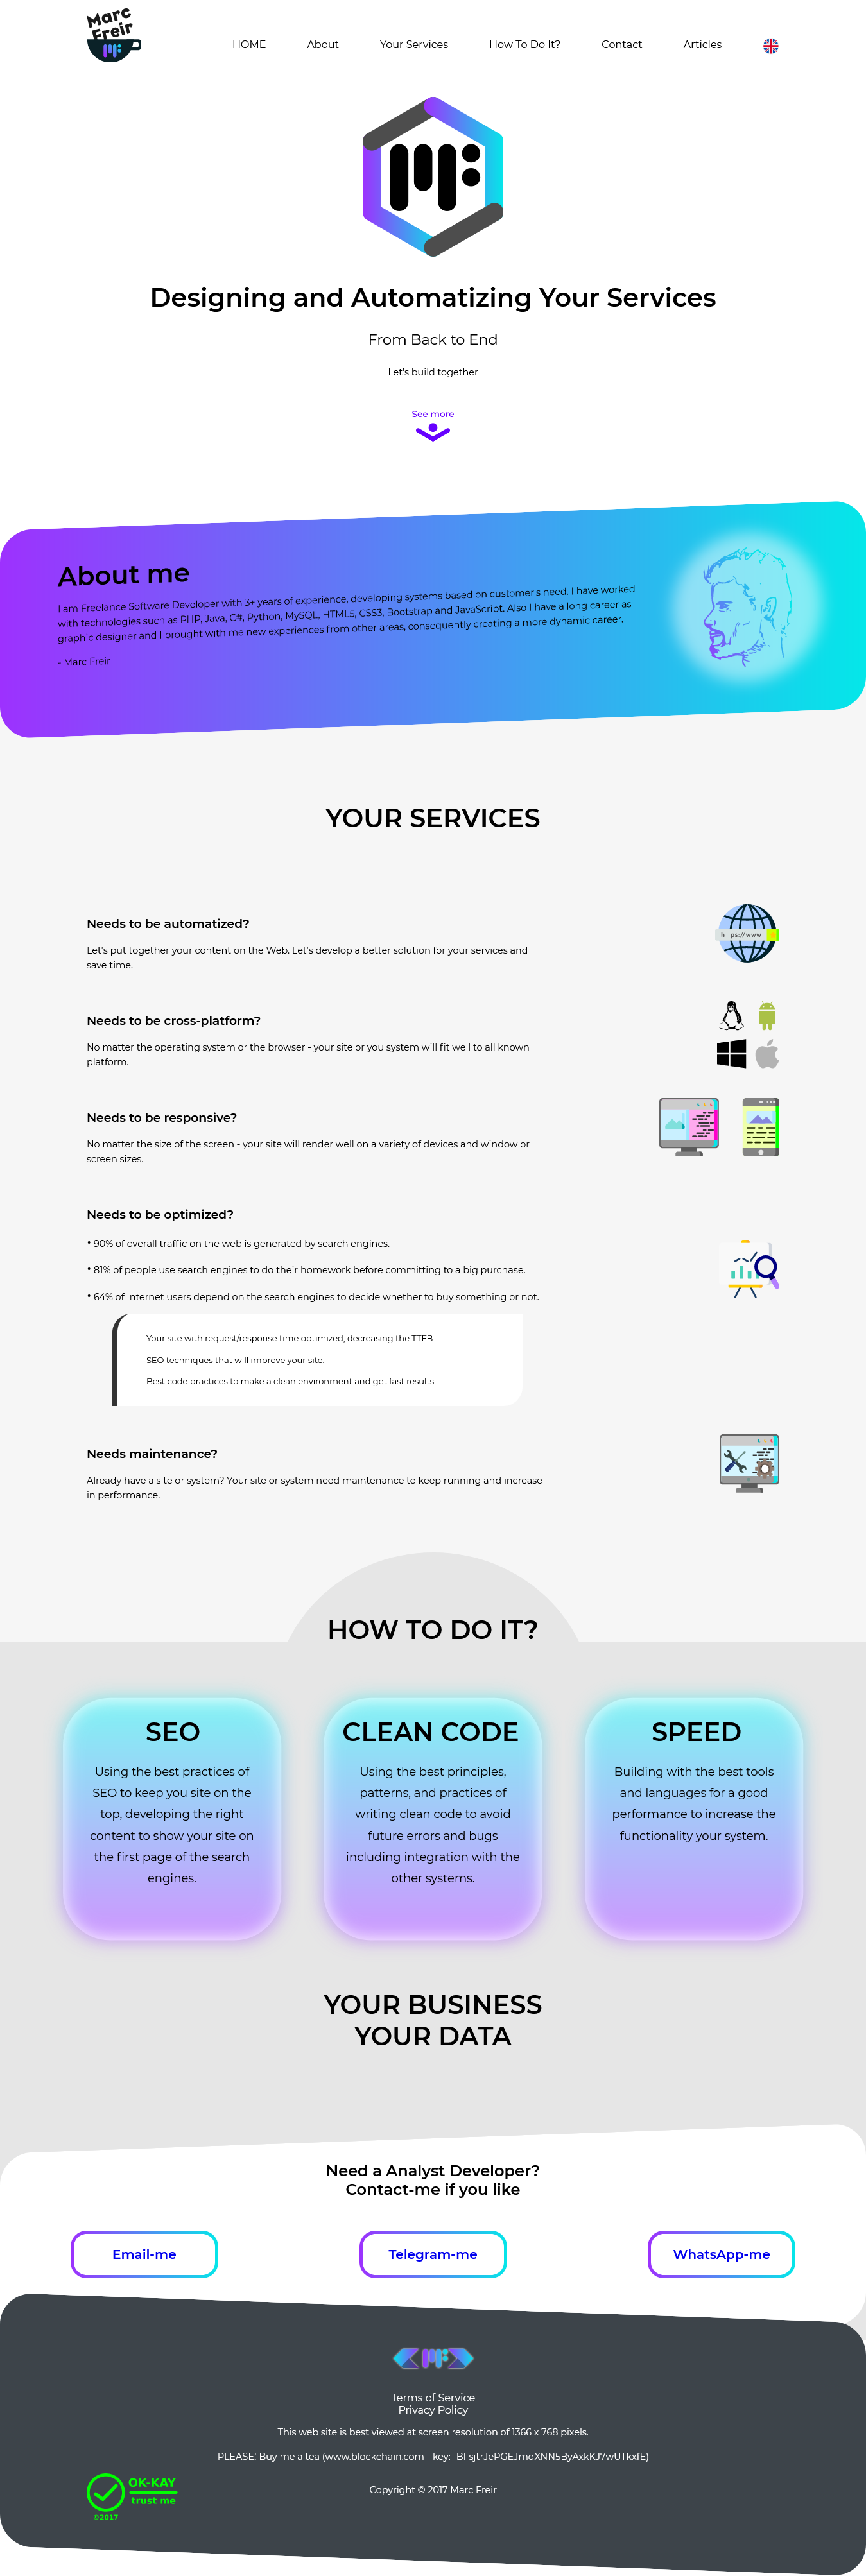 Marc
Freir
HOME
About
Your Services
How To Do It?
Contact
Articles
Designing and Automatizing Your Services
From Back to End
Let's build together
See more
About me
I am Freelance Software Developer with 3+ years of experience, developing systems based on customer's need. I have worked
with technologies such as PHP, Java, C#, Python, MySQL, HTML5, CSS3, Bootstrap and JavaScript. Also I have a long career as
graphic designer and I brought with me new experiences from other areas, consequently creating a more dynamic career.
- Marc Freir
YOUR SERVICES
Needs to be automatized?
Let's put together your content on the Web. Let's develop a better solution for your services and
save time.
h ps://www
Needs to be cross-platform?
No matter the operating system or the browser - your site or you system will fit well to all known
platform.
Needs to be responsive?
No matter the size of the screen - your site will render well on a variety of devices and window or
screen sizes.
Needs to be optimized?
• 90% of overall traffic on the web is generated by search engines.
• 81% of people use search engines to do their homework before committing to a big purchase.
• 64% of Internet users depend on the search engines to decide whether to buy something or not.
Your site with request/response time optimized, decreasing the TTFB.
SEO techniques that will improve your site.
Best code practices to make a clean environment and get fast results.
Needs maintenance?
Already have a site or system? Your site or system need maintenance to keep running and increase
in performance.
HOW TO DO IT?
SEO
Using the best practices of
SEO to keep you site on the
top, developing the right
content to show your site on
the first page of the search
engines.
CLEAN CODE
Using the best principles,
patterns, and practices of
writing clean code to avoid
future errors and bugs
including integration with the
other systems.
SPEED
Building with the best tools
and languages for a good
performance to increase the
functionality your system.
YOUR BUSINESS
YOUR DATA
Need a Analyst Developer?
Contact-me if you like
Email-me
Telegram-me
WhatsApp-me
Terms of Service
Privacy Policy
This web site is best viewed at screen resolution of 1366 x 768 pixels.
PLEASE! Buy me a tea (www.blockchain.com - key: 1BFsjtrJePGEJmdXNN5ByAxkKJ7wUTkxfE)
OK-KAY
trust me
©2017
Copyright © 2017 Marc Freir